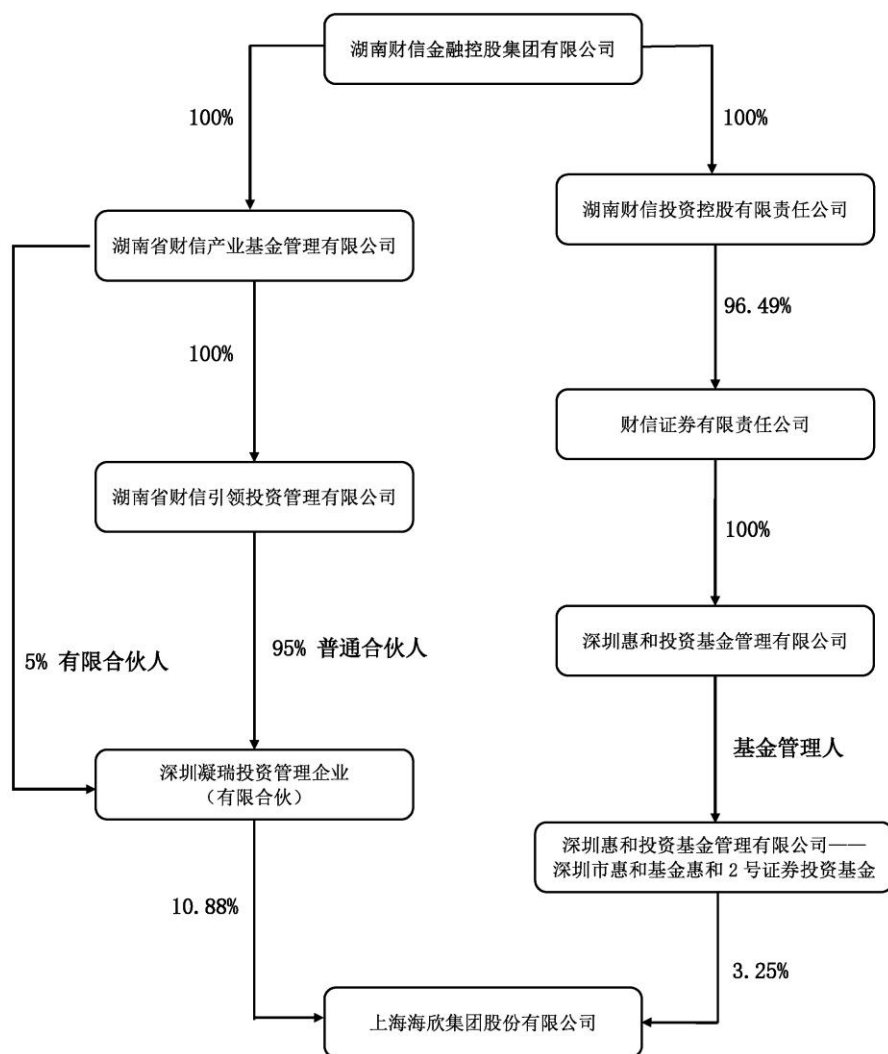 湖南财信金融控股集团有限公司
100%
100%
湖南省财信产业基金管理有限公司
湖南财信投资控股有限责任公司
96.49%
100%
财信证券有限责任公司
湖南省财信引领投资管理有限公司
100%
深圳惠和投资基金管理有限公司
5% 有限合伙人
95% 普通合伙人
基金管理人
深圳凝瑞投资管理企业
（有限合伙）
深圳惠和投资基金管理有限公司——
深圳市惠和基金惠和 2 号证券投资基金
10.88%
3.25%
上海海欣集团股份有限公司